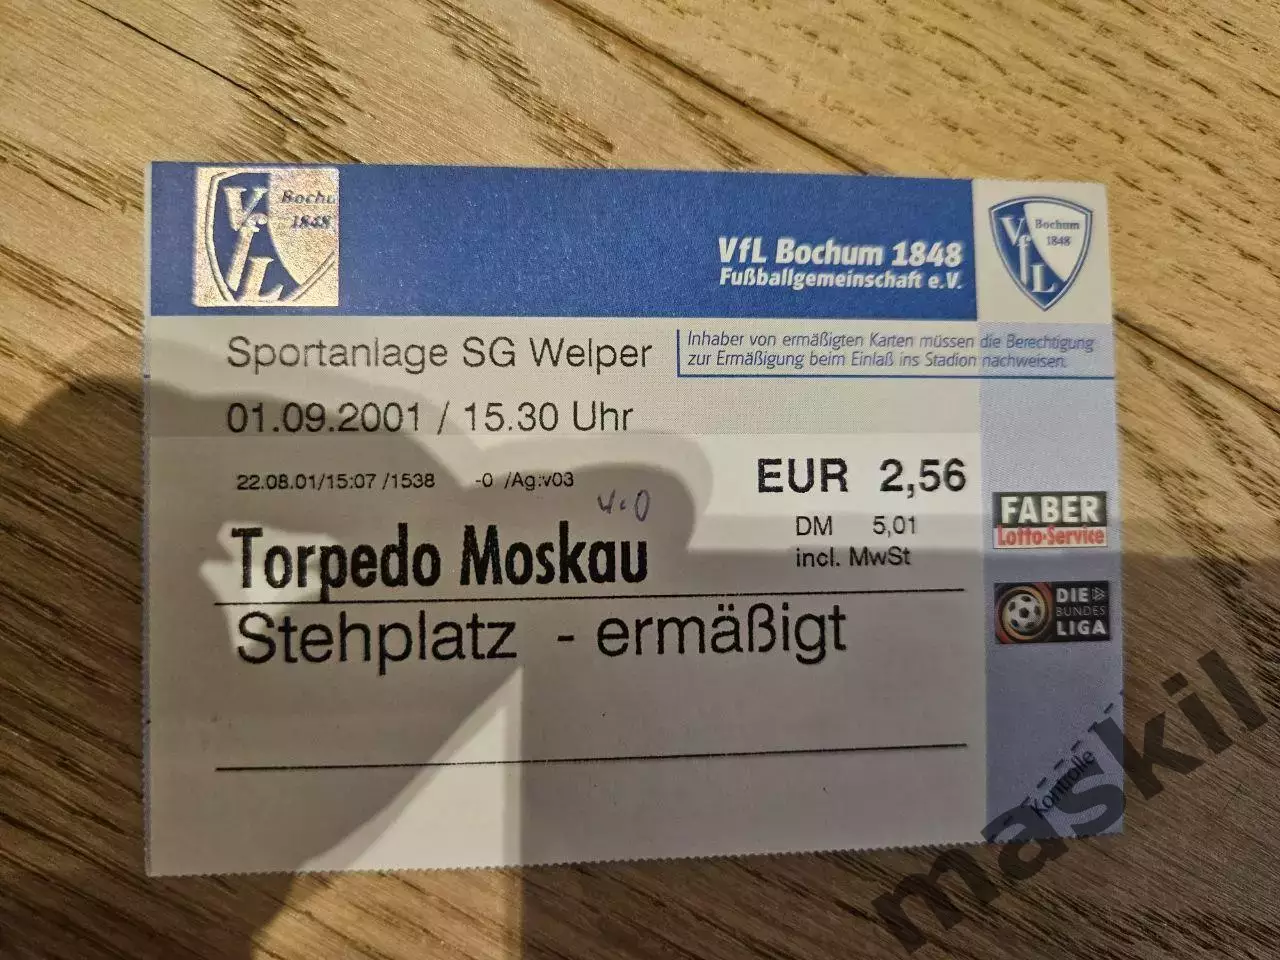 Bochu
1848
VfL
VfL Bochum 1848
Fußballgemeinschaft e.V.
Bochum
1848
VfL
Sportanlage SG Welper
Inhaber von ermäßigten Karten müssen die Berechtigung
zur Ermäßigung beim Einlaß ins Stadion nachweisen.
01.09.2001 / 15.30 Uhr
22.08.01/15:07 /1538 -0 /Ag:v03
EUR 2,56
4:0
DM 5,01
incl. MwSt
Torpedo Moskau
Stehplatz - ermäßigt
FABER
Lotto-Service
DIE
BUNDES
LIGA
Kontrolle
maskil